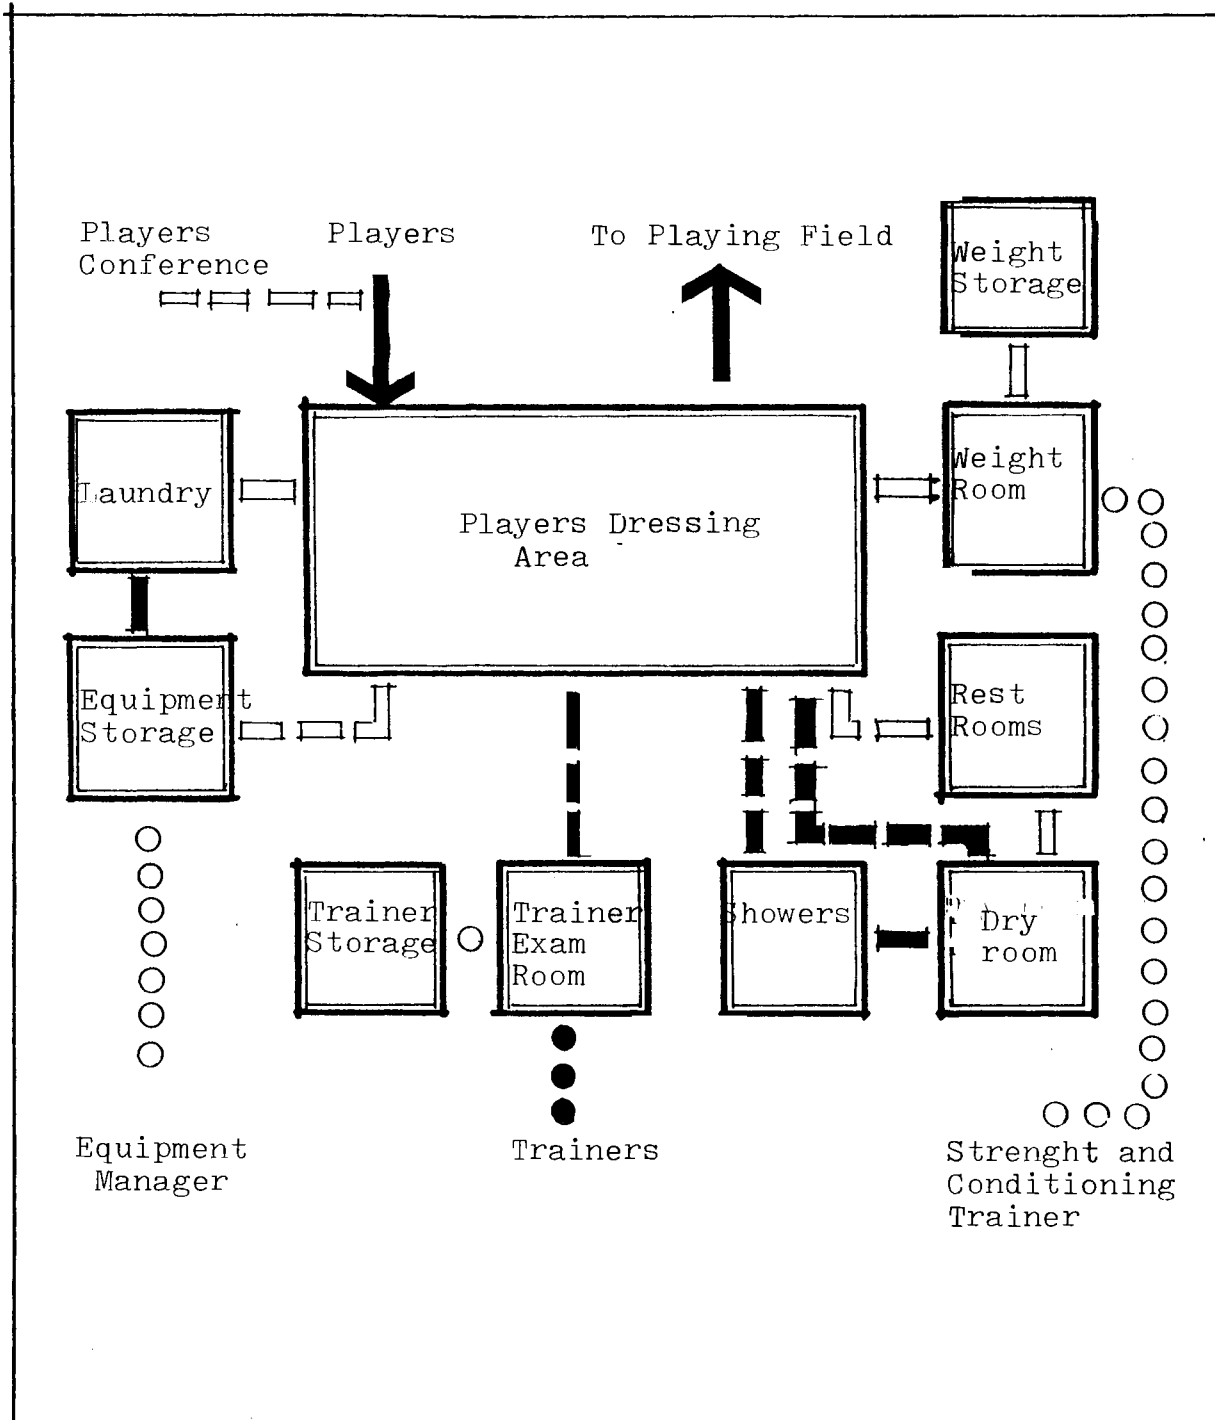 Players
Conference
Players
To Playing Field
Weight
Storage
Laundry
Players Dressing
Area
Weight
Room
Equipment
Storage
Rest
Rooms
Trainer
Storage
Trainer
Exam
Room
Showers
Dry
room
Equipment
Manager
Trainers
Strenght and
Conditioning
Trainer